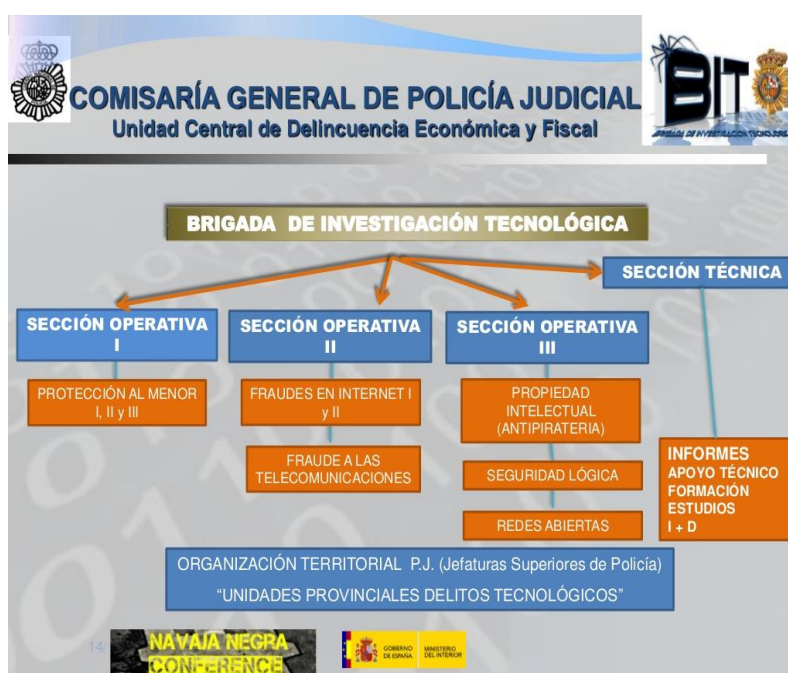 COMISARÍA GENERAL DE POLICÍA JUDICIAL
Unidad Central de Delincuencia Económica y Fiscal
BIT
BRIGADA DE INVESTIGACIÓN TECNOLÓGICA
SECCIÓN TÉCNICA
SECCIÓN OPERATIVA
I
SECCIÓN OPERATIVA
II
SECCIÓN OPERATIVA
III
PROTECCIÓN AL MENOR
I, II y III
FRAUDES EN INTERNET I
y II
PROPIEDAD
INTELECTUAL
(ANTIPIRATERIA)
FRAUDE A LAS
TELECOMUNICACIONES
SEGURIDAD LÓGICA
REDES ABIERTAS
INFORMES
APOYO TÉCNICO
FORMACIÓN
ESTUDIOS
I + D
ORGANIZACIÓN TERRITORIAL P.J. (Jefaturas Superiores de Policía)
“UNIDADES PROVINCIALES DELITOS TECNOLÓGICOS”
14/
NAVAJA NEGRA
CONFERENCE
GOBIERNO
DE ESPAÑA
MINISTERIO
DEL INTERIOR